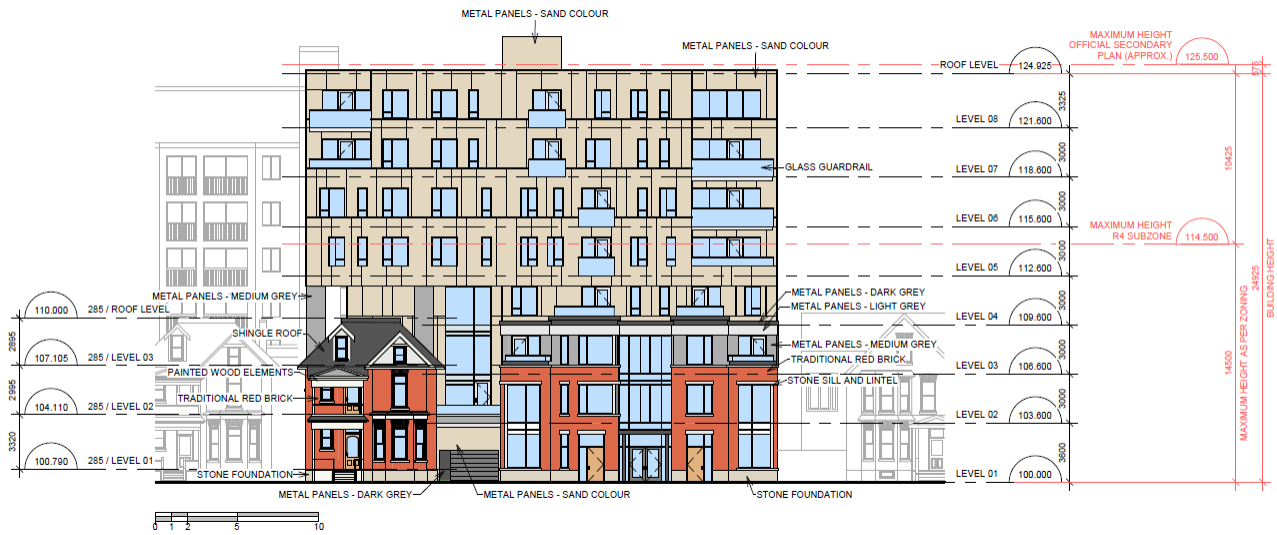 METAL PANELS - SAND COLOUR
METAL PANELS - SAND COLOUR
MAXIMUM HEIGHT
OFFICIAL SECONDARY
PLAN (APPROX.)
125.500
575
ROOF LEVEL
124.925
3325
LEVEL 08
121.600
3000
GLASS GUARDRAIL
LEVEL 07
118.600
10425
3000
LEVEL 06
115.600
MAXIMUM HEIGHT
R4 SUBZONE
114.500
3000
LEVEL 05
112.600
24925
BUILDING HEIGHT
METAL PANELS - MEDIUM GREY
METAL PANELS - DARK GREY
3000
110.000
285 / ROOF LEVEL
METAL PANELS - LIGHT GREY
LEVEL 04
109.600
2895
SHINGLE ROOF
METAL PANELS - MEDIUM GREY
3000
107.105
285 / LEVEL 03
TRADITIONAL RED BRICK
LEVEL 03
106.600
14500
MAXIMUM HEIGHT AS PER ZONING
PAINTED WOOD ELEMENTS
STONE SILL AND LINTEL
2995
TRADITIONAL RED BRICK
3000
104.110
285 / LEVEL 02
LEVEL 02
103.600
3320
3600
100.790
285 / LEVEL 01
STONE FOUNDATION
LEVEL 01
100.000
METAL PANELS - DARK GREY
METAL PANELS - SAND COLOUR
STONE FOUNDATION
0 1 2 5 10